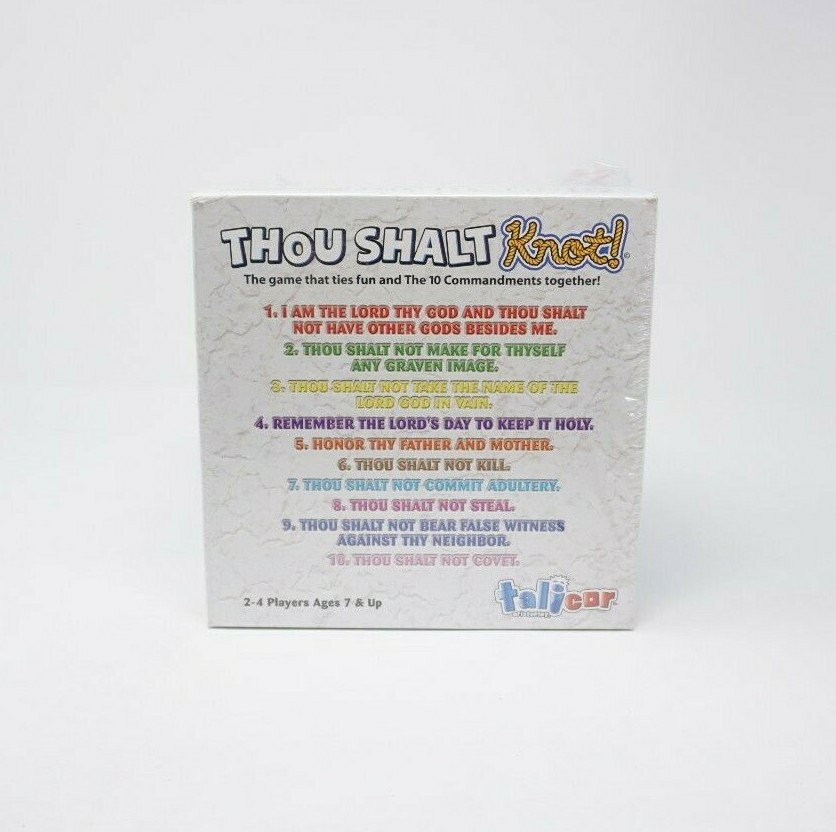 THOU SHALT Knot!®
The game that ties fun and The 10 Commandments together!
1. I AM THE LORD THY GOD AND THOU SHALT
NOT HAVE OTHER GODS BESIDES ME.
2. THOU SHALT NOT MAKE FOR THYSELF
ANY GRAVEN IMAGE.
3. THOU SHALT NOT TAKE THE NAME OF THE
LORD GOD IN VAIN.
4. REMEMBER THE LORD'S DAY TO KEEP IT HOLY.
5. HONOR THY FATHER AND MOTHER.
6. THOU SHALT NOT KILL.
7. THOU SHALT NOT COMMIT ADULTERY.
8. THOU SHALT NOT STEAL.
9. THOU SHALT NOT BEAR FALSE WITNESS
AGAINST THY NEIGHBOR.
10. THOU SHALT NOT COVET.
2-4 Players Ages 7 & Up
talicor